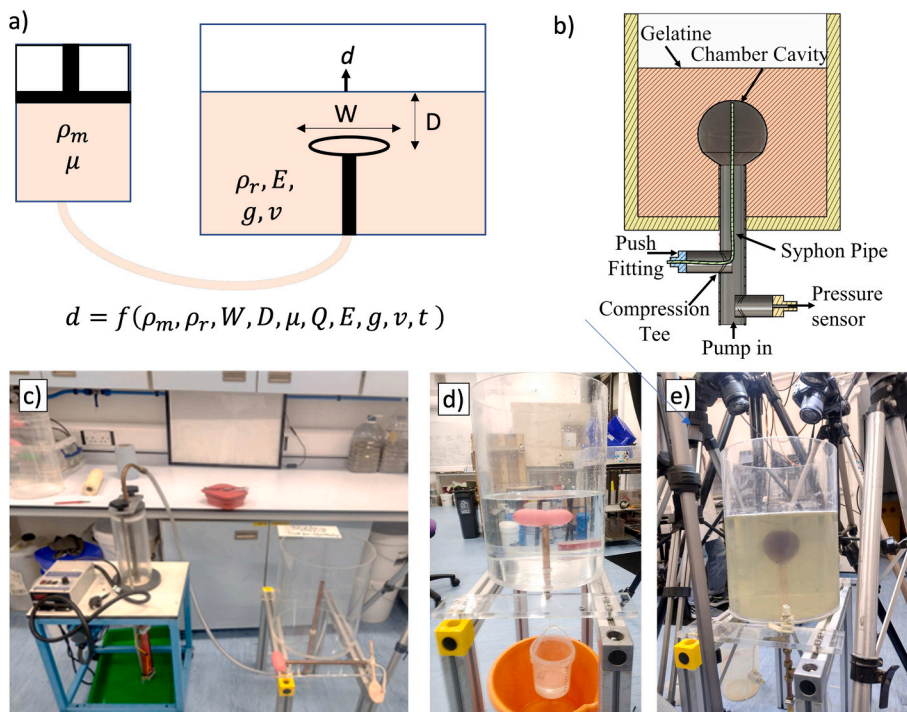 a)
d
W
D
ρₘ
μ
ρᵣ, E,
g, v
d = f(ρₘ, ρᵣ, W, D, μ, Q, E, g, v, t )
b)
Gelatine
Chamber Cavity
Push
Fitting
Syphon Pipe
Compression
Tee
Pressure
sensor
Pump in
c)
d)
e)